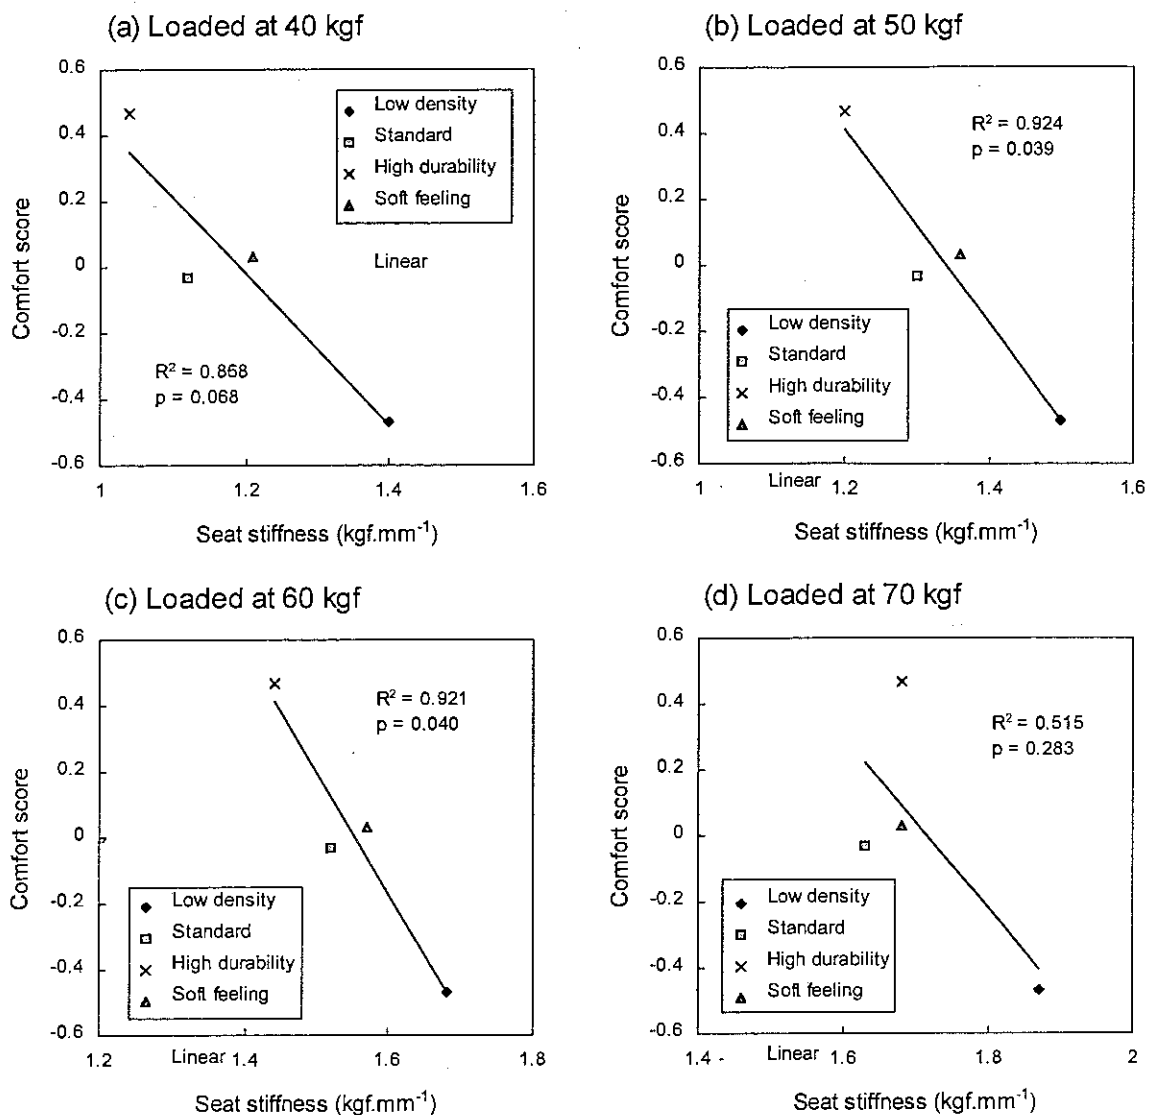 (a) Loaded at 40 kgf
0.6
0.4
0.2
0
-0.2
-0.4
-0.6
Comfort score
Low density
Standard
High durability
Soft feeling
Linear
R² = 0.868
p = 0.068
1
1.2
1.4
1.6
Seat stiffness (kgf.mm⁻¹)
(b) Loaded at 50 kgf
0.6
0.4
0.2
0
-0.2
-0.4
-0.6
Comfort score
R² = 0.924
p = 0.039
Low density
Standard
High durability
Soft feeling
Linear
1
1.2
1.4
1.6
Seat stiffness (kgf.mm⁻¹)
(c) Loaded at 60 kgf
0.6
0.4
0.2
0
-0.2
-0.4
-0.6
Comfort score
R² = 0.921
p = 0.040
Low density
Standard
High durability
Soft feeling
1.2
Linear
1.4
1.6
1.8
Seat stiffness (kgf.mm⁻¹)
(d) Loaded at 70 kgf
0.6
0.4
0.2
0
-0.2
-0.4
-0.6
Comfort score
R² = 0.515
p = 0.283
Low density
Standard
High durability
Soft feeling
1.4
Linear
1.6
1.8
2
Seat stiffness (kgf.mm⁻¹)